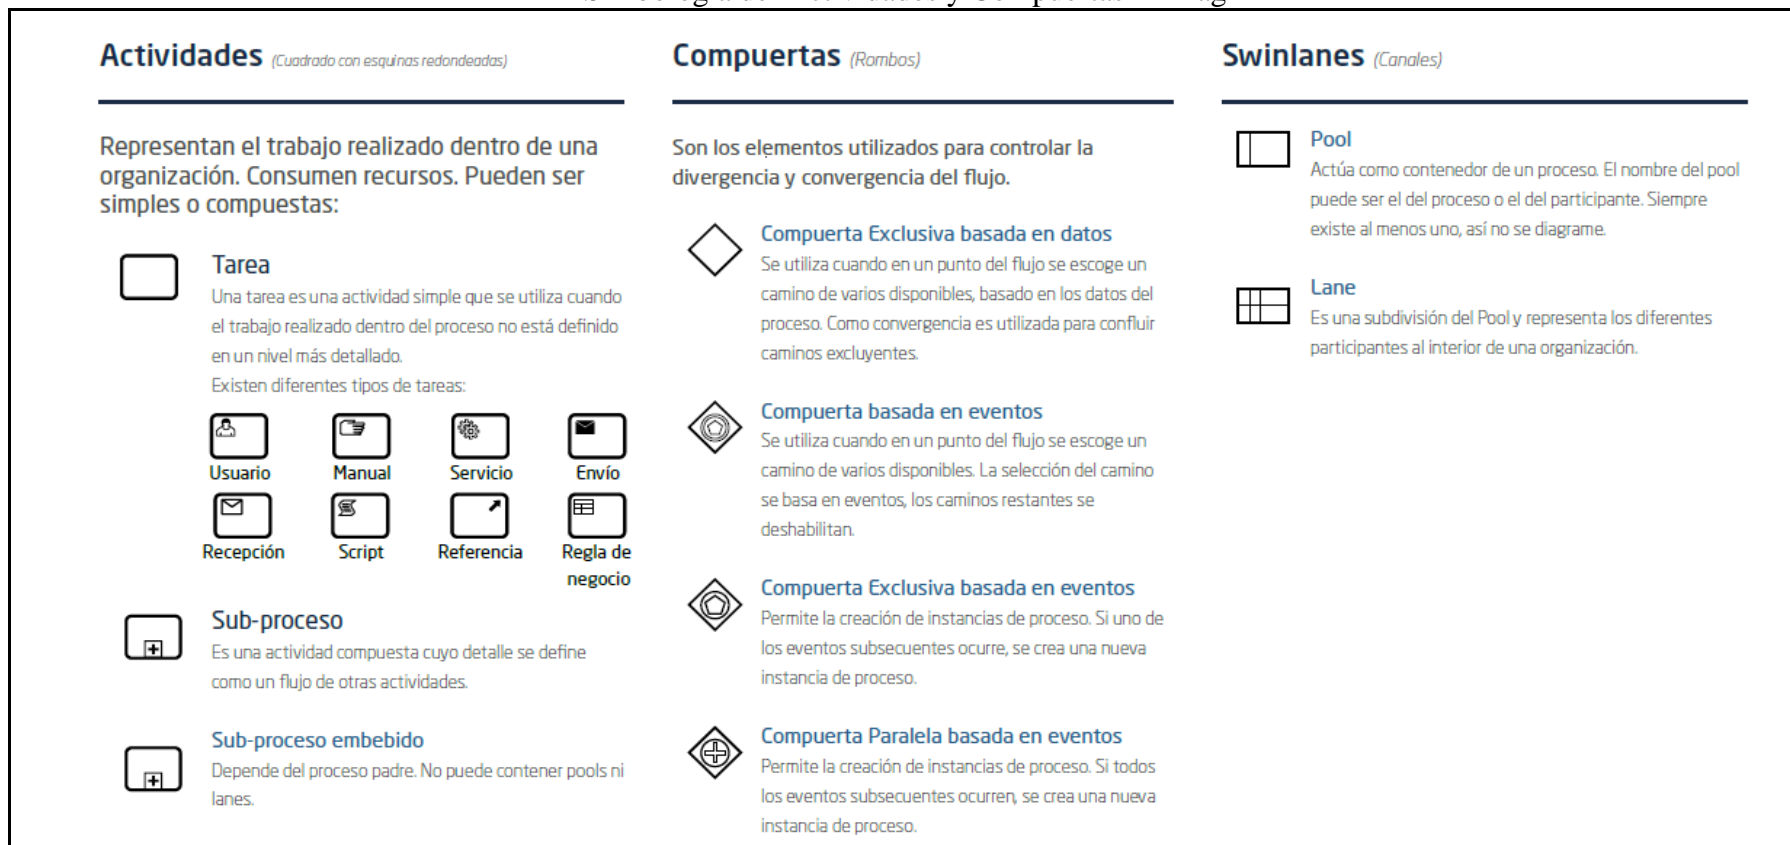 Actividades (Cuadrado con esquinas redondeadas)
Representan el trabajo realizado dentro de una
organización. Consumen recursos. Pueden ser
simples o compuestas:
Tarea
Una tarea es una actividad simple que se utiliza cuando
el trabajo realizado dentro del proceso no está definido
en un nivel más detallado.
Existen diferentes tipos de tareas:
Usuario Manual Servicio Envío
Recepción Script Referencia Regla de
negocio
Sub-proceso
Es una actividad compuesta cuyo detalle se define
como un flujo de otras actividades.
Sub-proceso embebido
Depende del proceso padre. No puede contener pools ni
lanes.
Compuertas (Rombos)
Son los elementos utilizados para controlar la
divergencia y convergencia del flujo.
Compuerta Exclusiva basada en datos
Se utiliza cuando en un punto del flujo se escoge un
camino de varios disponibles, basado en los datos del
proceso. Como convergencia es utilizada para confluir
caminos excluyentes.
Compuerta basada en eventos
Se utiliza cuando en un punto del flujo se escoge un
camino de varios disponibles. La selección del camino
se basa en eventos, los caminos restantes se
deshabilitan.
Compuerta Exclusiva basada en eventos
Permite la creación de instancias de proceso. Si uno de
los eventos subsecuentes ocurre, se crea una nueva
instancia de proceso.
Compuerta Paralela basada en eventos
Permite la creación de instancias de proceso. Si todos
los eventos subsecuentes ocurren, se crea una nueva
instancia de proceso.
Swinlanes (Canales)
Pool
Actúa como contenedor de un proceso. El nombre del pool
puede ser el del proceso o el del participante. Siempre
existe al menos uno, así no se diagrame.
Lane
Es una subdivisión del Pool y representa los diferentes
participantes al interior de una organización.